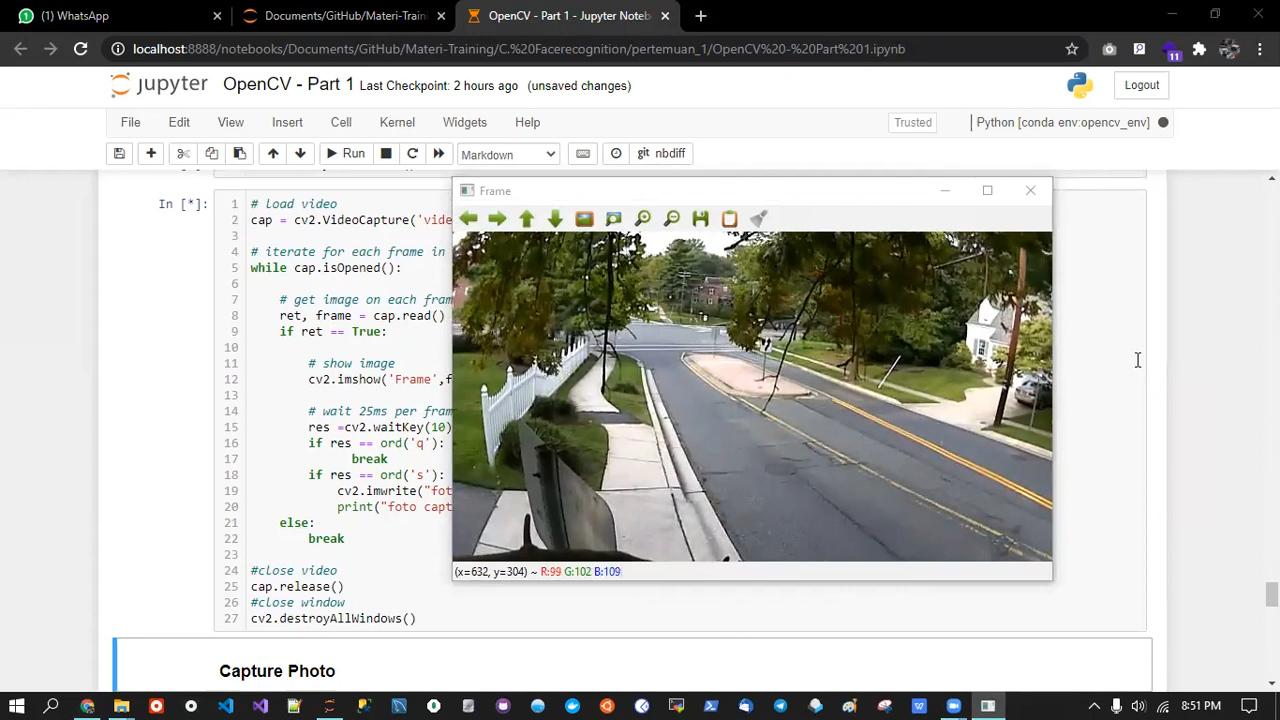 (1) WhatsApp
Documents/GitHub/Materi-Train
OpenCV - Part 1 - Jupyter Noteb
localhost:8888/notebooks/Documents/GitHub/Materi-Training/C.%20Facerecognition/pertemuan_1/OpenCV%20-%20Part%201.ipynb
11
jupyter OpenCV - Part 1 Last Checkpoint: 2 hours ago (unsaved changes)
Logout
File Edit View Insert Cell Kernel Widgets Help
Trusted
Python [conda env:opencv_env]
Run
Markdown
git nbdiff
In [*]:
1 # load video
2 cap = cv2.VideoCapture('vide
3
4 # iterate for each frame in
5 while cap.isOpened():
6
7 # get image on each fram
8 ret, frame = cap.read()
9 if ret == True:
10
11 # show image
12 cv2.imshow('Frame',f
13
14 # wait 25ms per fram
15 res =cv2.waitKey(10)
16 if res == ord('q'):
17 break
18 if res == ord('s'):
19 cv2.imwrite("fot
20 print("foto capt
21 else:
22 break
23
24 #close video
25 cap.release()
26 #close window
27 cv2.destroyAllWindows()
Frame
(x=632, y=304) ~ R:99 G:102 B:109
Capture Photo
8:51 PM